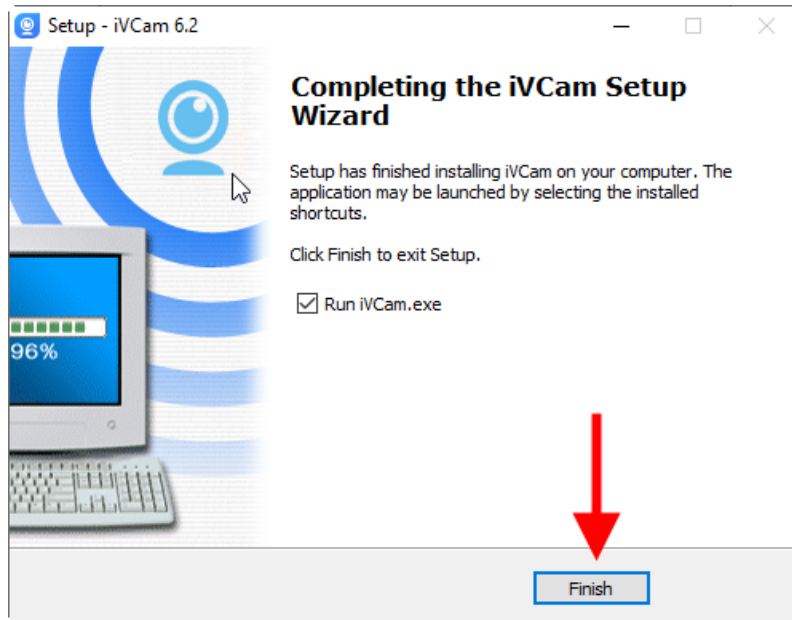 Setup - iVCam 6.2
Completing the iVCam Setup
Wizard
Setup has finished installing iVCam on your computer. The
application may be launched by selecting the installed
shortcuts.
Click Finish to exit Setup.
Run iVCam.exe
96%
Finish